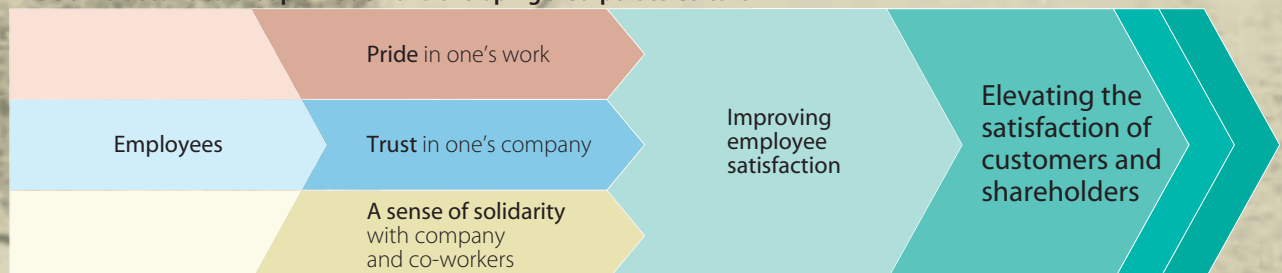 Employees
Pride in one’s work
Trust in one’s company
A sense of solidarity
with company
and co-workers
Improving
employee
satisfaction
Elevating the
satisfaction of
customers and
shareholders